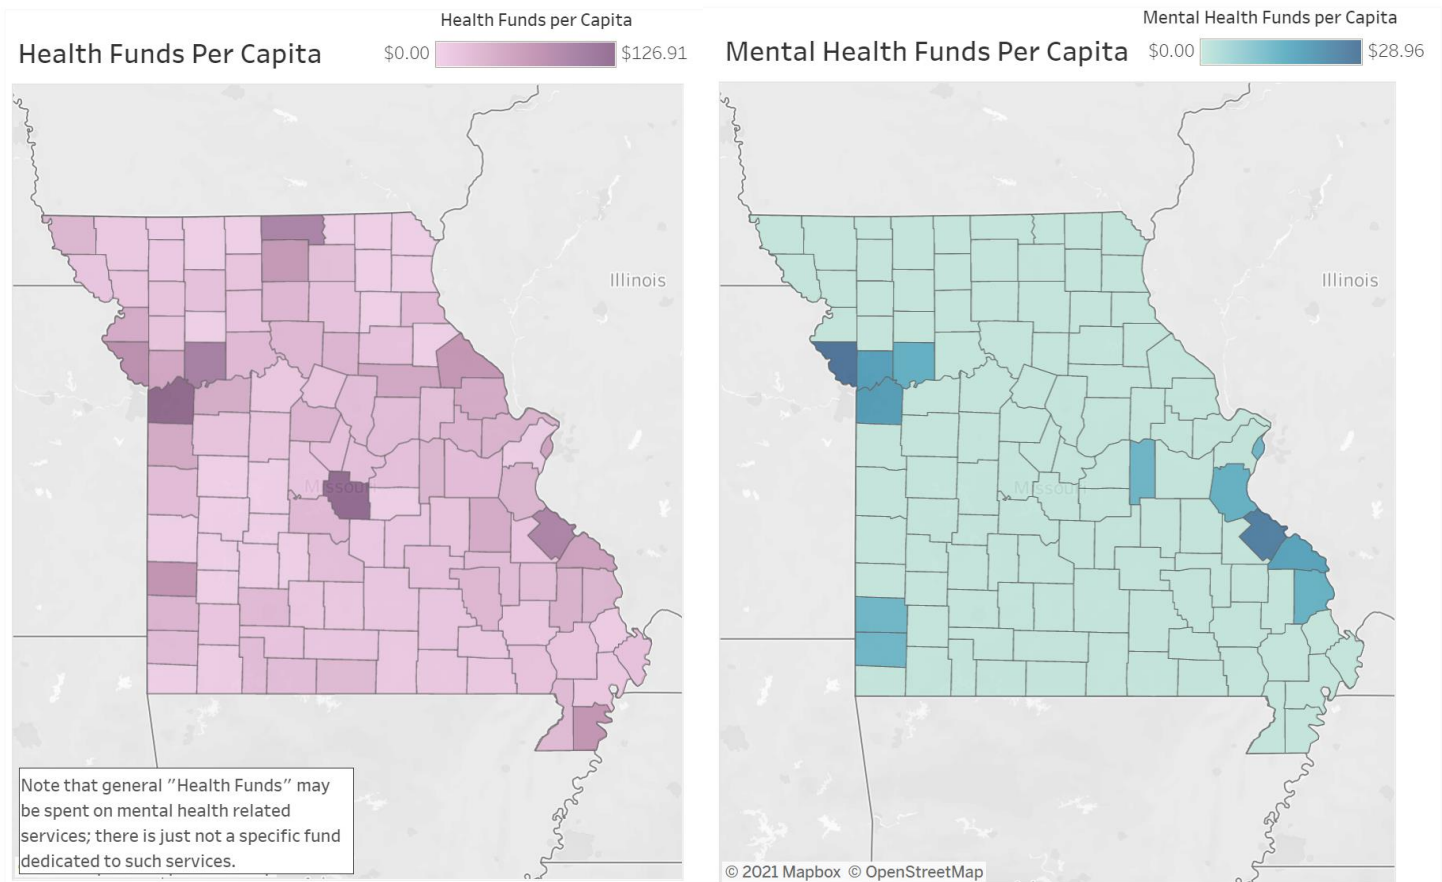 Health Funds per Capita
Health Funds Per Capita
$0.00
$126.91
Missouri
Illinois
Note that general "Health Funds" may
be spent on mental health related
services; there is just not a specific fund
dedicated to such services.
Mental Health Funds per Capita
Mental Health Funds Per Capita
$0.00
$28.96
Missouri
Illinois
© 2021 Mapbox © OpenStreetMap